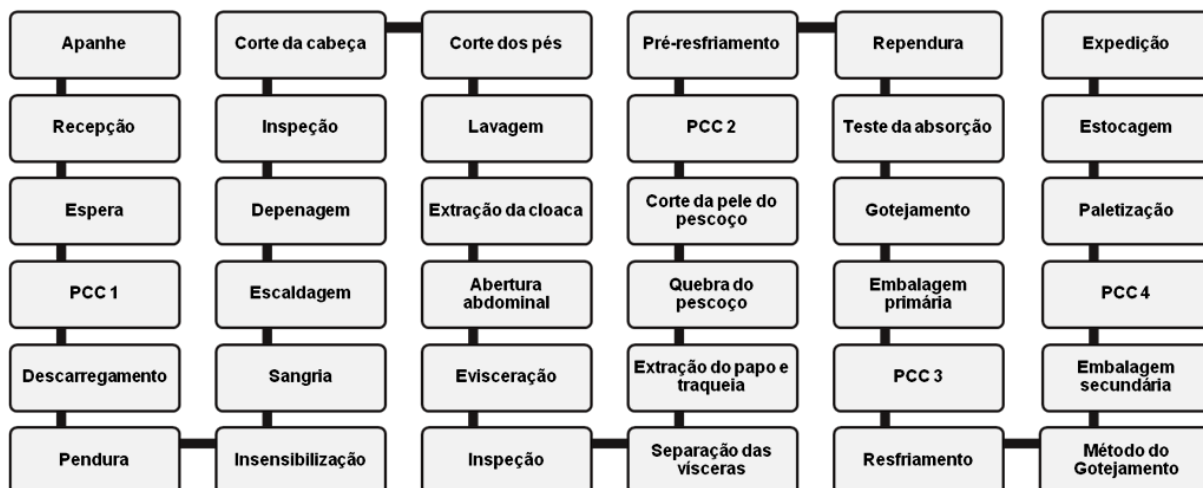 Apanhe
Corte da cabeça
Corte dos pés
Pré-resfriamento
Rependura
Expedição
Recepção
Inspeção
Lavagem
PCC 2
Teste da absorção
Estocagem
Espera
Depenagem
Extração da cloaca
Corte da pele do
pescoço
Gotejamento
Paletização
PCC 1
Escaldagem
Abertura
abdominal
Quebra do
pescoço
Embalagem
primária
PCC 4
Descarregamento
Sangria
Evisceração
Extração do papo e
traqueia
PCC 3
Embalagem
secundária
Pendura
Insensibilização
Inspeção
Separação das
vísceras
Resfriamento
Método do
Gotejamento